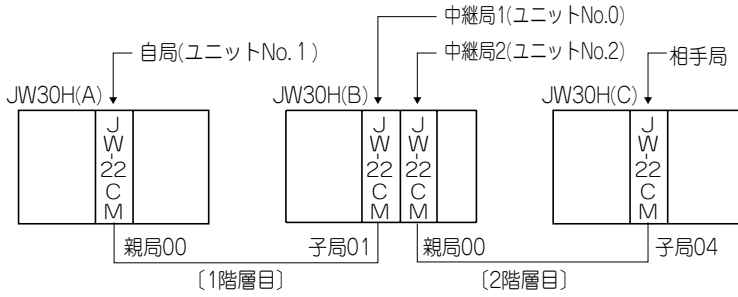 中継局1(ユニットNo.0)
自局(ユニットNo.1)
中継局2(ユニットNo.2)
相手局
JW30H(A)
JW30H(B)
JW30H(C)
JW-22CM
JW-22CM
JW-22CM
JW-22CM
親局00
子局01
親局00
子局04
〔1階層目〕
〔2階層目〕